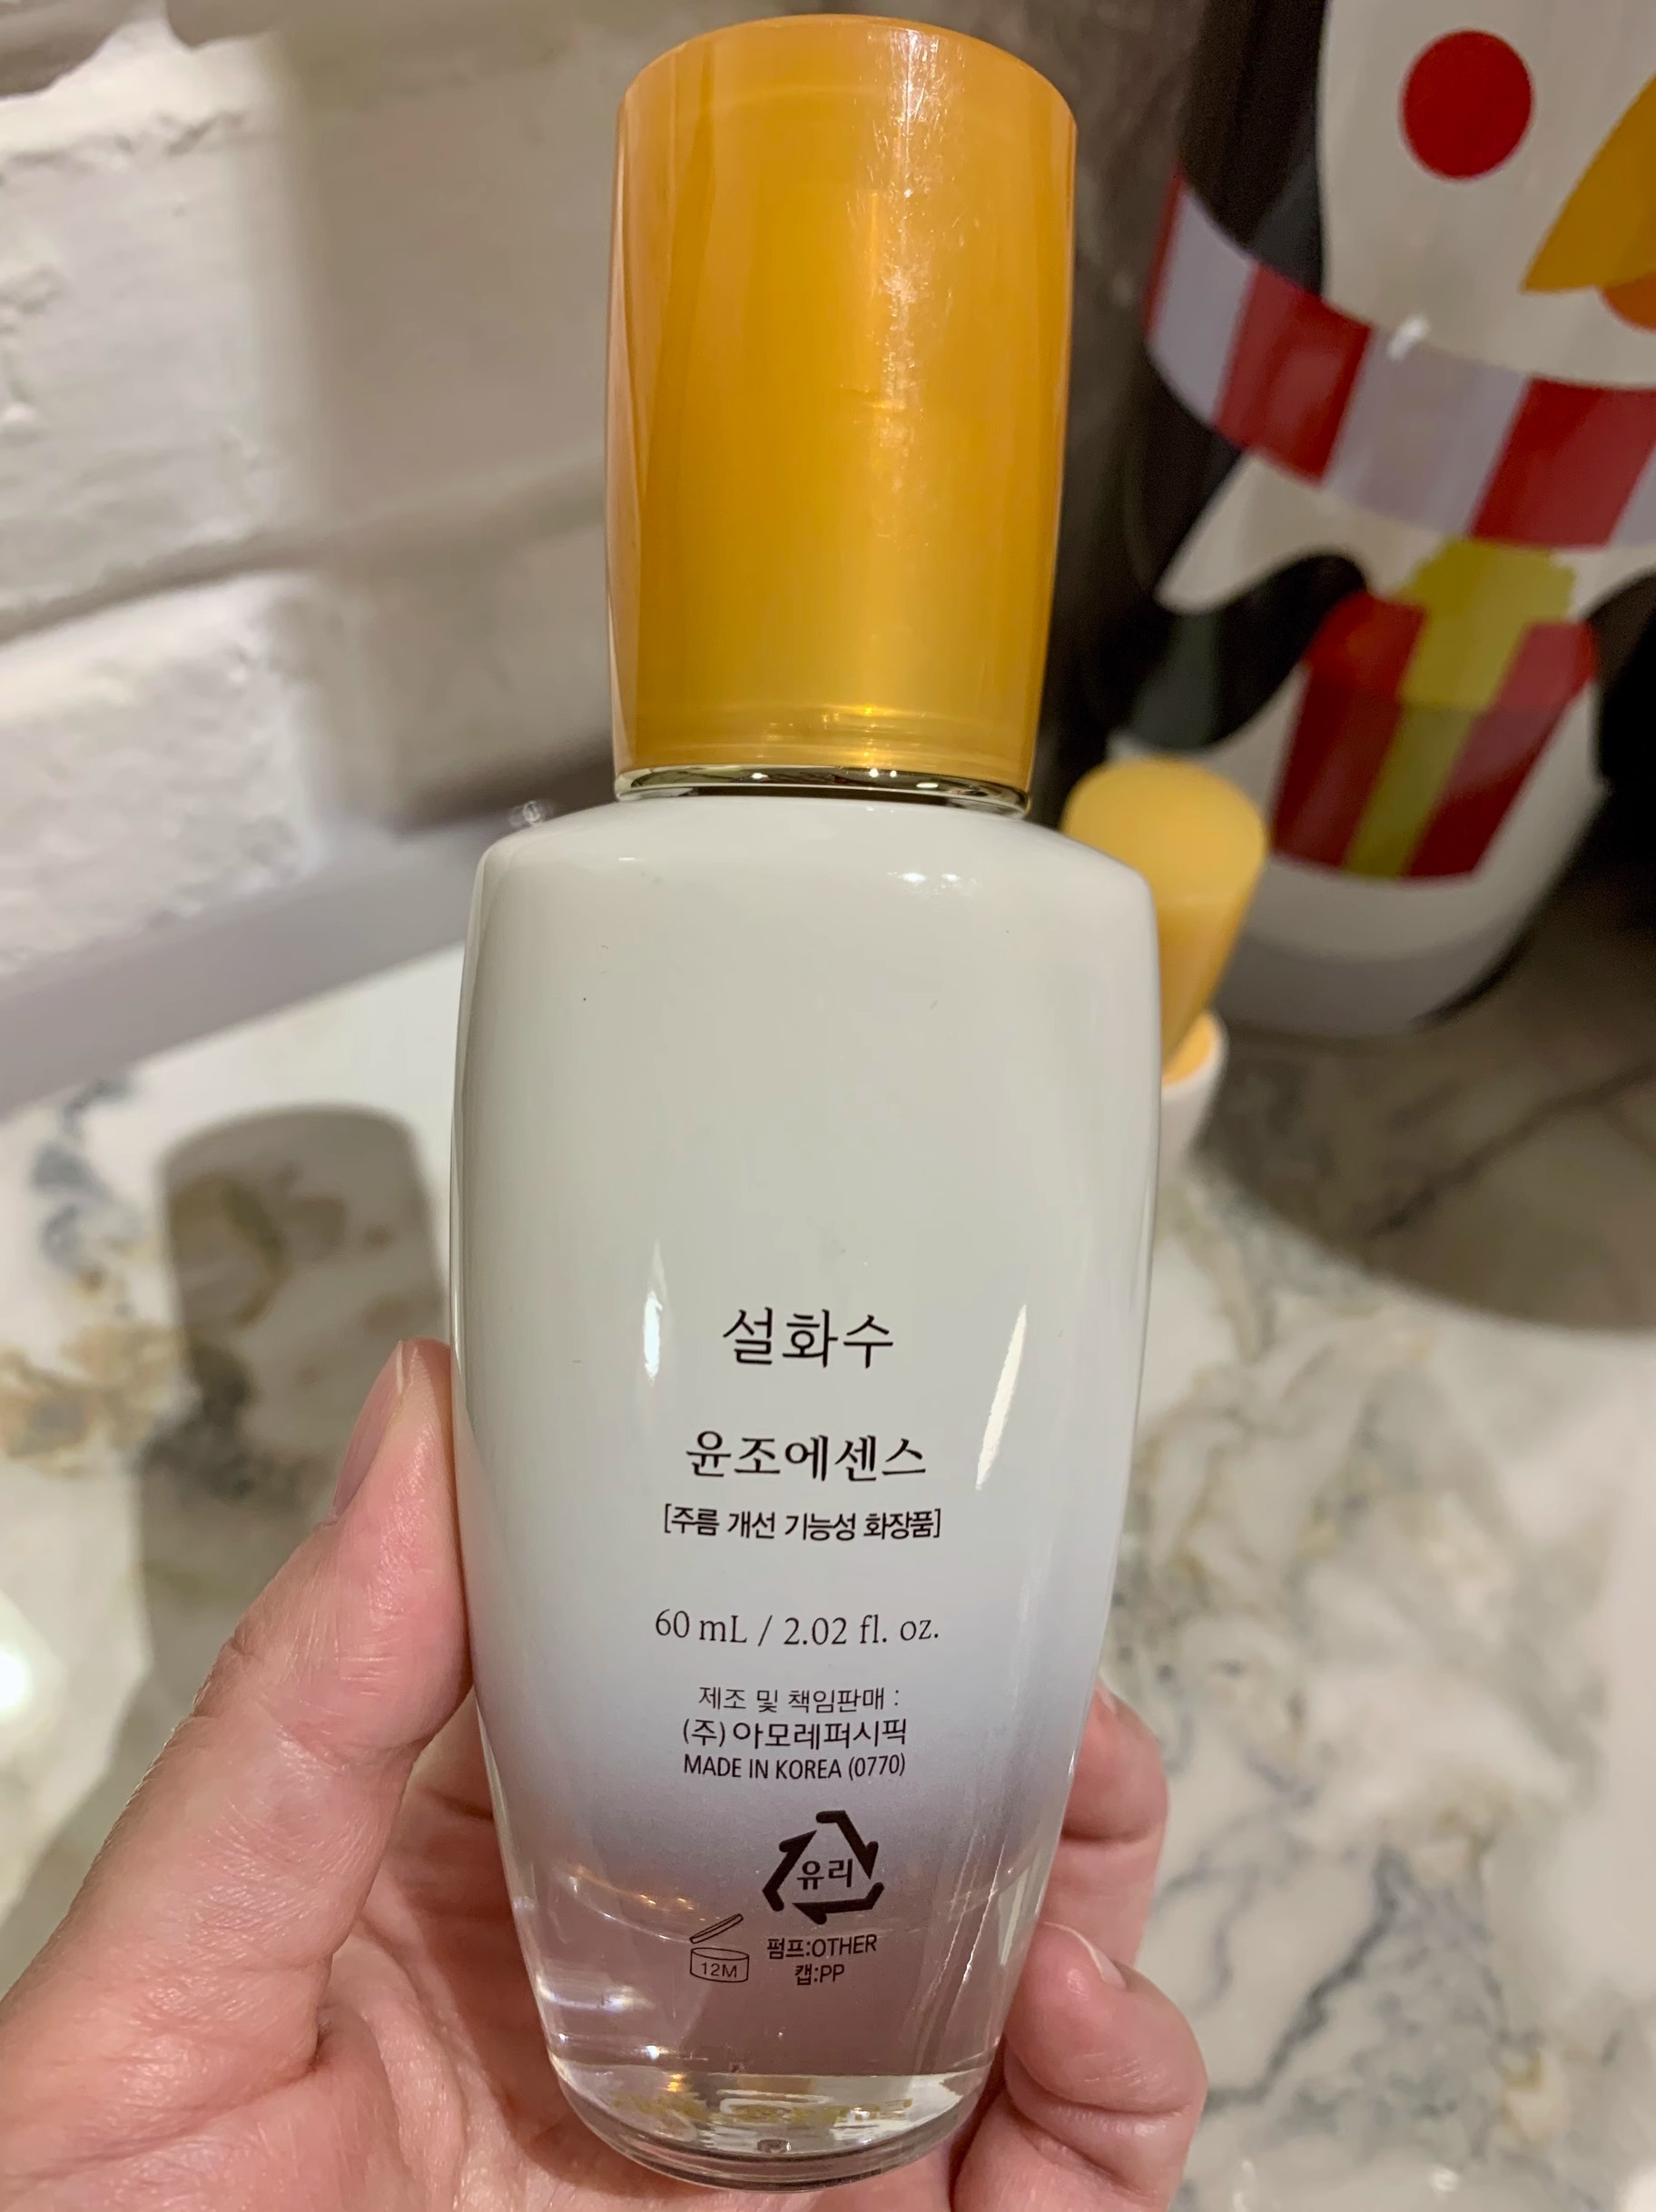 설화수
윤조에센스
[주름 개선 기능성 화장품]
60 mL / 2.02 fl. oz.
제조 및 책임판매 :
(주)아모레퍼시픽
MADE IN KOREA (0770)
유리
펌프:OTHER
12M
캡:PP